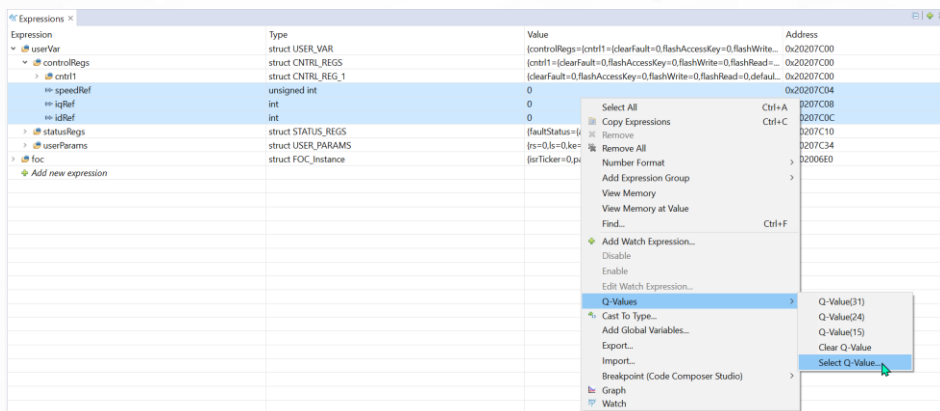 Expressions
Expression Type Value Address
userVar struct USER_VAR {controlRegs={cntrl1={clearFault=0,flashAccessKey=0,flashWrite... 0x20207C00
controlRegs struct CNTRL_REGS {cntrl1={clearFault=0,flashAccessKey=0,flashWrite=0,flashRead=... 0x20207C00
cntrl1 struct CNTRL_REG_1 {clearFault=0,flashAccessKey=0,flashWrite=0,flashRead=0,defaul... 0x20207C00
speedRef unsigned int 0 0x20207C04
iqRef int 0 0x20207C08
idRef int 0 0x20207C0C
statusRegs struct STATUS_REGS {faultStatus={ 0x20207C10
userParams struct USER_PARAMS {rs=0,ls=0,ke= 0x20207C34
foc struct FOC_Instance {isrTicker=0,pa 02006E0
Add new expression
Select All Ctrl+A
Copy Expressions Ctrl+C
Remove
Remove All
Number Format
Add Expression Group
View Memory
View Memory at Value
Find... Ctrl+F
Add Watch Expression...
Disable
Enable
Edit Watch Expression...
Q-Values
Cast To Type...
Add Global Variables...
Export...
Import...
Breakpoint (Code Composer Studio)
Graph
Watch
Q-Value(31)
Q-Value(24)
Q-Value(15)
Clear Q-Value
Select Q-Value...